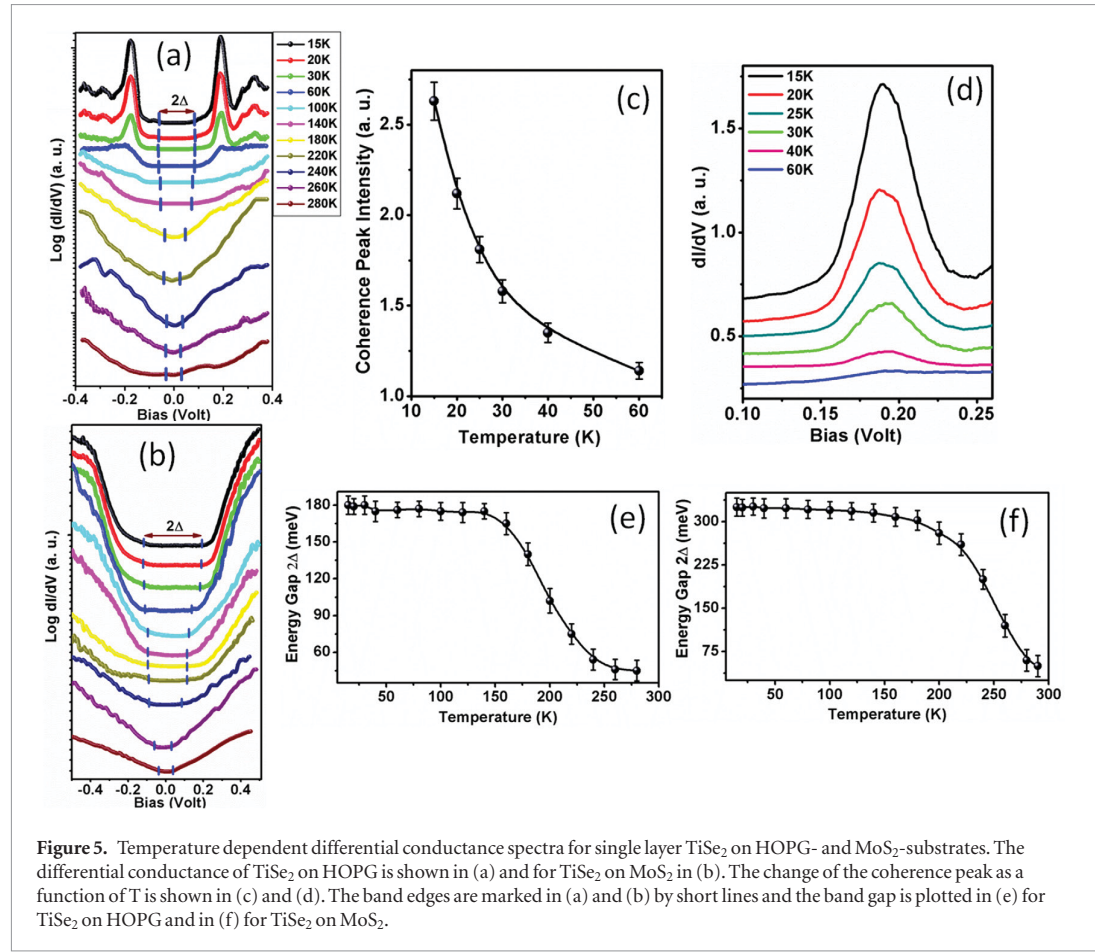 (a)
15K
20K
30K
60K
100K
140K
180K
220K
240K
260K
280K
2Δ
Log (dI/dV) (a. u.)
-0.4 -0.2 0.0 0.2 0.4
Bias (Volt)
(c)
Coherence Peak Intensity (a. u.)
2.5
2.0
1.5
1.0
10 20 30 40 50 60
Temperature (K)
(d)
15K
20K
25K
30K
40K
60K
dI/dV (a. u.)
1.5
1.0
0.5
0.10 0.15 0.20 0.25
Bias (Volt)
(b)
2Δ
Log dI/dV (a. u.)
-0.4 -0.2 0.0 0.2 0.4
Bias (Volt)
(e)
Energy Gap 2Δ (meV)
180
150
120
90
60
50 100 150 200 250 300
Temperature (K)
(f)
Energy Gap 2Δ (meV)
300
225
150
75
50 100 150 200 250 300
Temperature (K)
Figure 5. Temperature dependent differential conductance spectra for single layer TiSe₂ on HOPG- and MoS₂-substrates. The
differential conductance of TiSe₂ on HOPG is shown in (a) and for TiSe₂ on MoS₂ in (b). The change of the coherence peak as a
function of T is shown in (c) and (d). The band edges are marked in (a) and (b) by short lines and the band gap is plotted in (e) for
TiSe₂ on HOPG and in (f) for TiSe₂ on MoS₂.